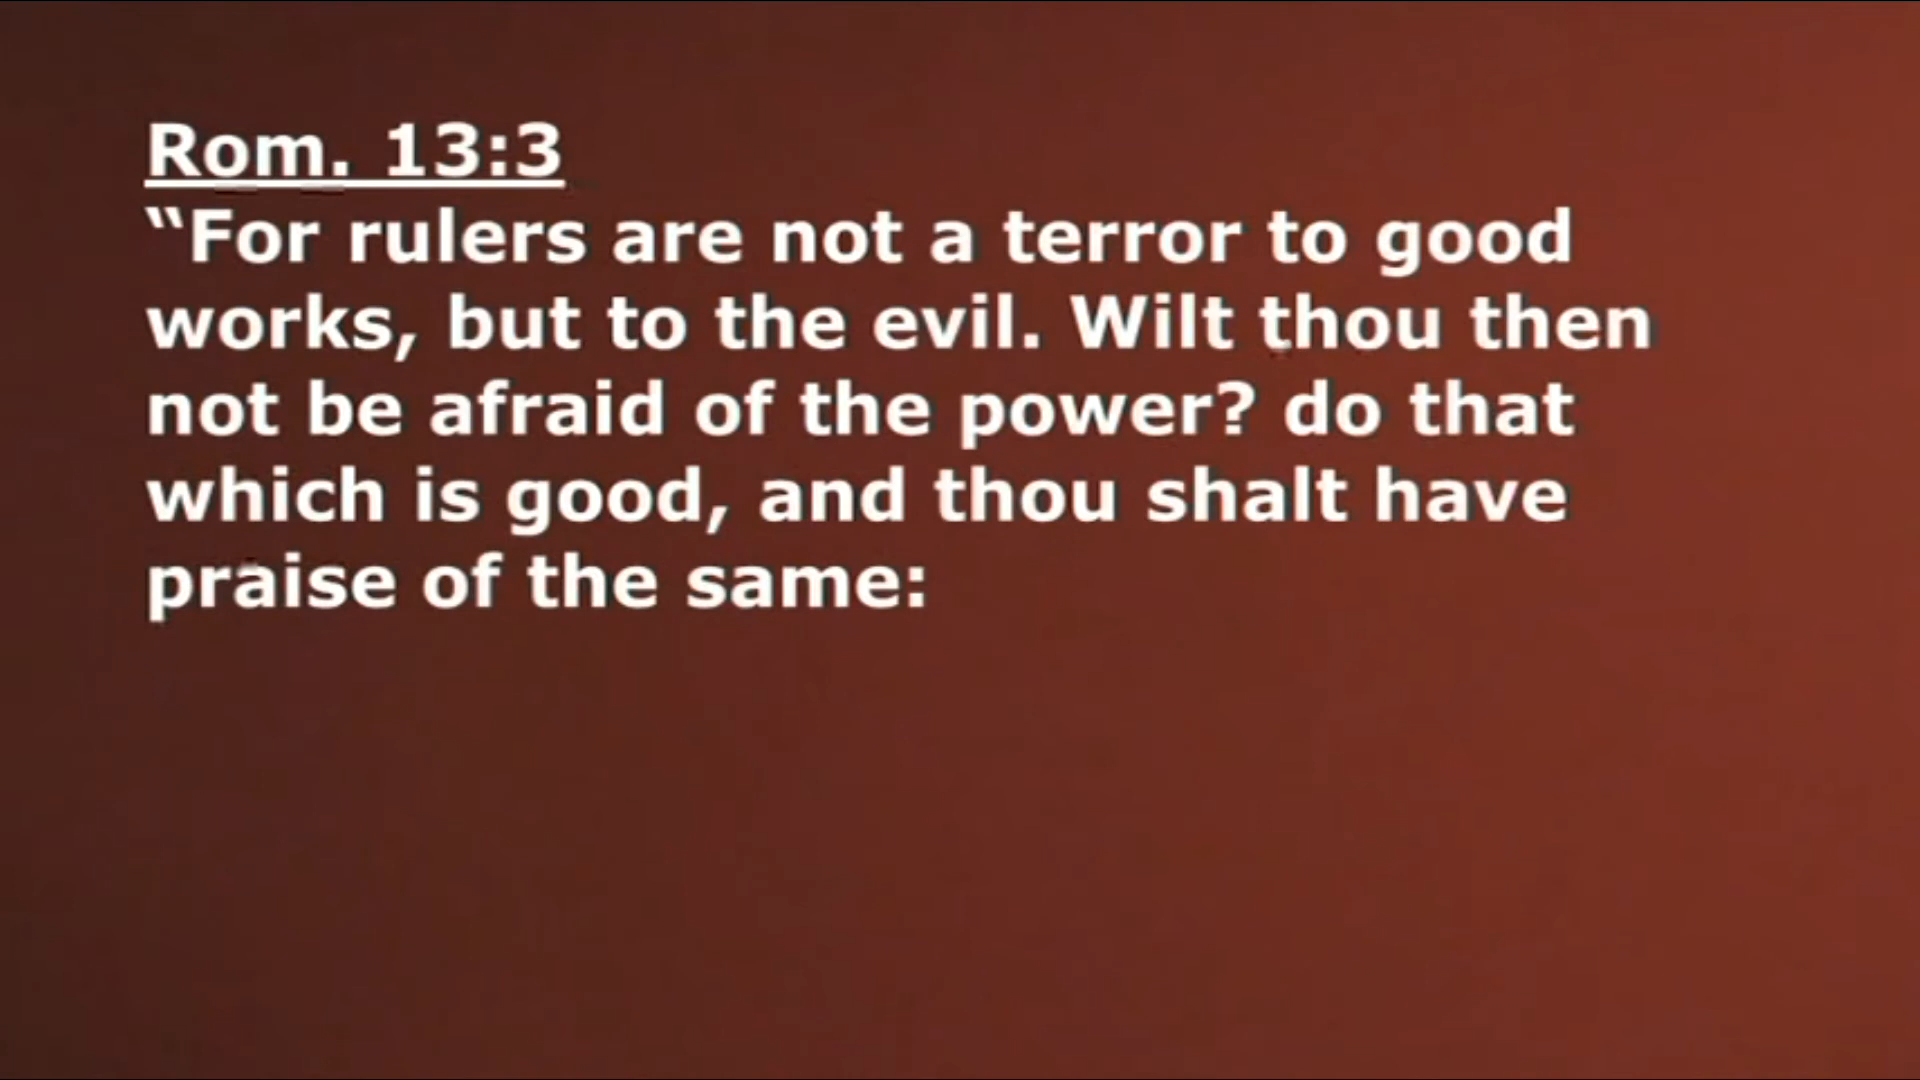 Rom. 13:3
“For rulers are not a terror to good
works, but to the evil. Wilt thou then
not be afraid of the power? do that
which is good, and thou shalt have
praise of the same: